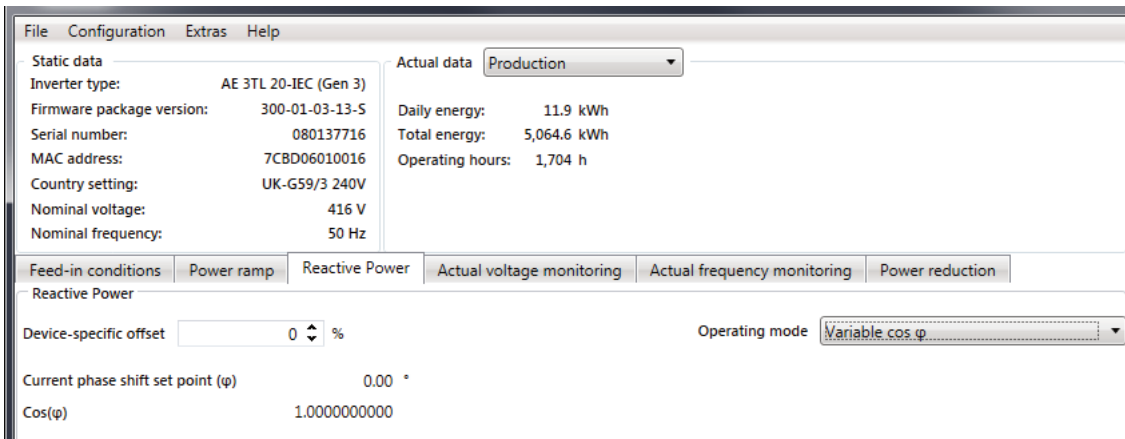 File Configuration Extras Help
Static data
Inverter type: AE 3TL 20-IEC (Gen 3)
Firmware package version: 300-01-03-13-S
Serial number: 080137716
MAC address: 7CBD06010016
Country setting: UK-G59/3 240V
Nominal voltage: 416 V
Nominal frequency: 50 Hz
Actual data Production
Daily energy: 11.9 kWh
Total energy: 5,064.6 kWh
Operating hours: 1,704 h
Feed-in conditions Power ramp Reactive Power Actual voltage monitoring Actual frequency monitoring Power reduction
Reactive Power
Device-specific offset 0 % Operating mode Variable cos φ
Current phase shift set point (φ) 0.00 °
Cos(φ) 1.0000000000